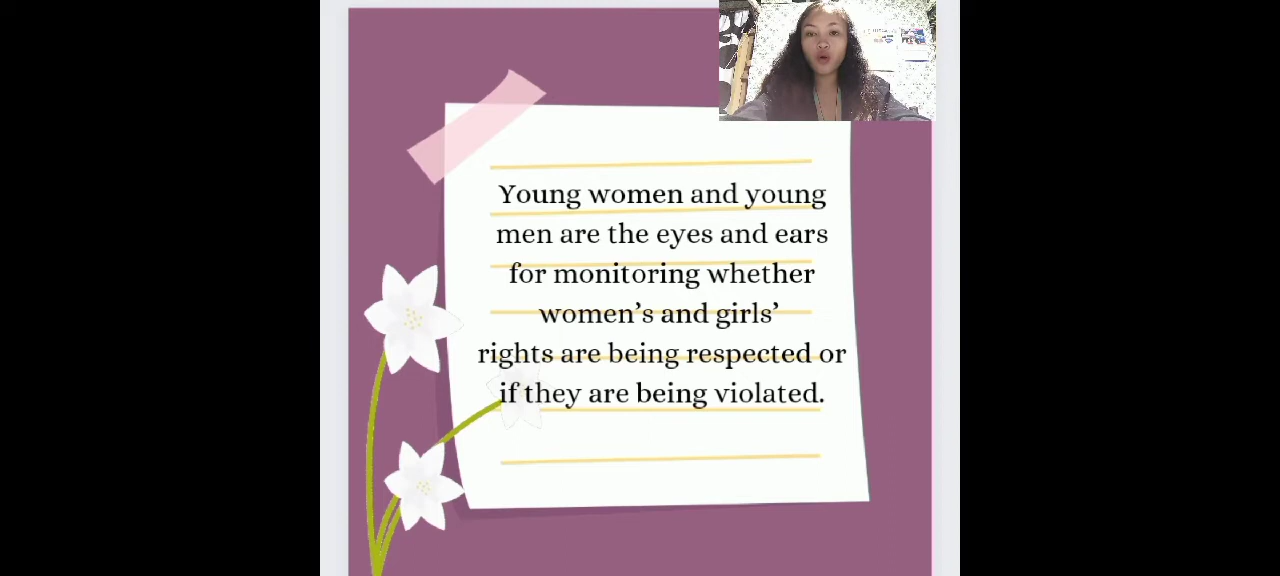 Young women and young
men are the eyes and ears
for monitoring whether
women’s and girls’
rights are being respected or
if they are being violated.